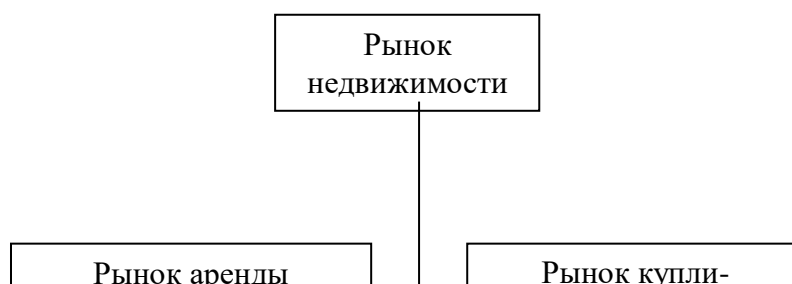 Рынок
недвижимости
Рынок аренды
Рынок купли-